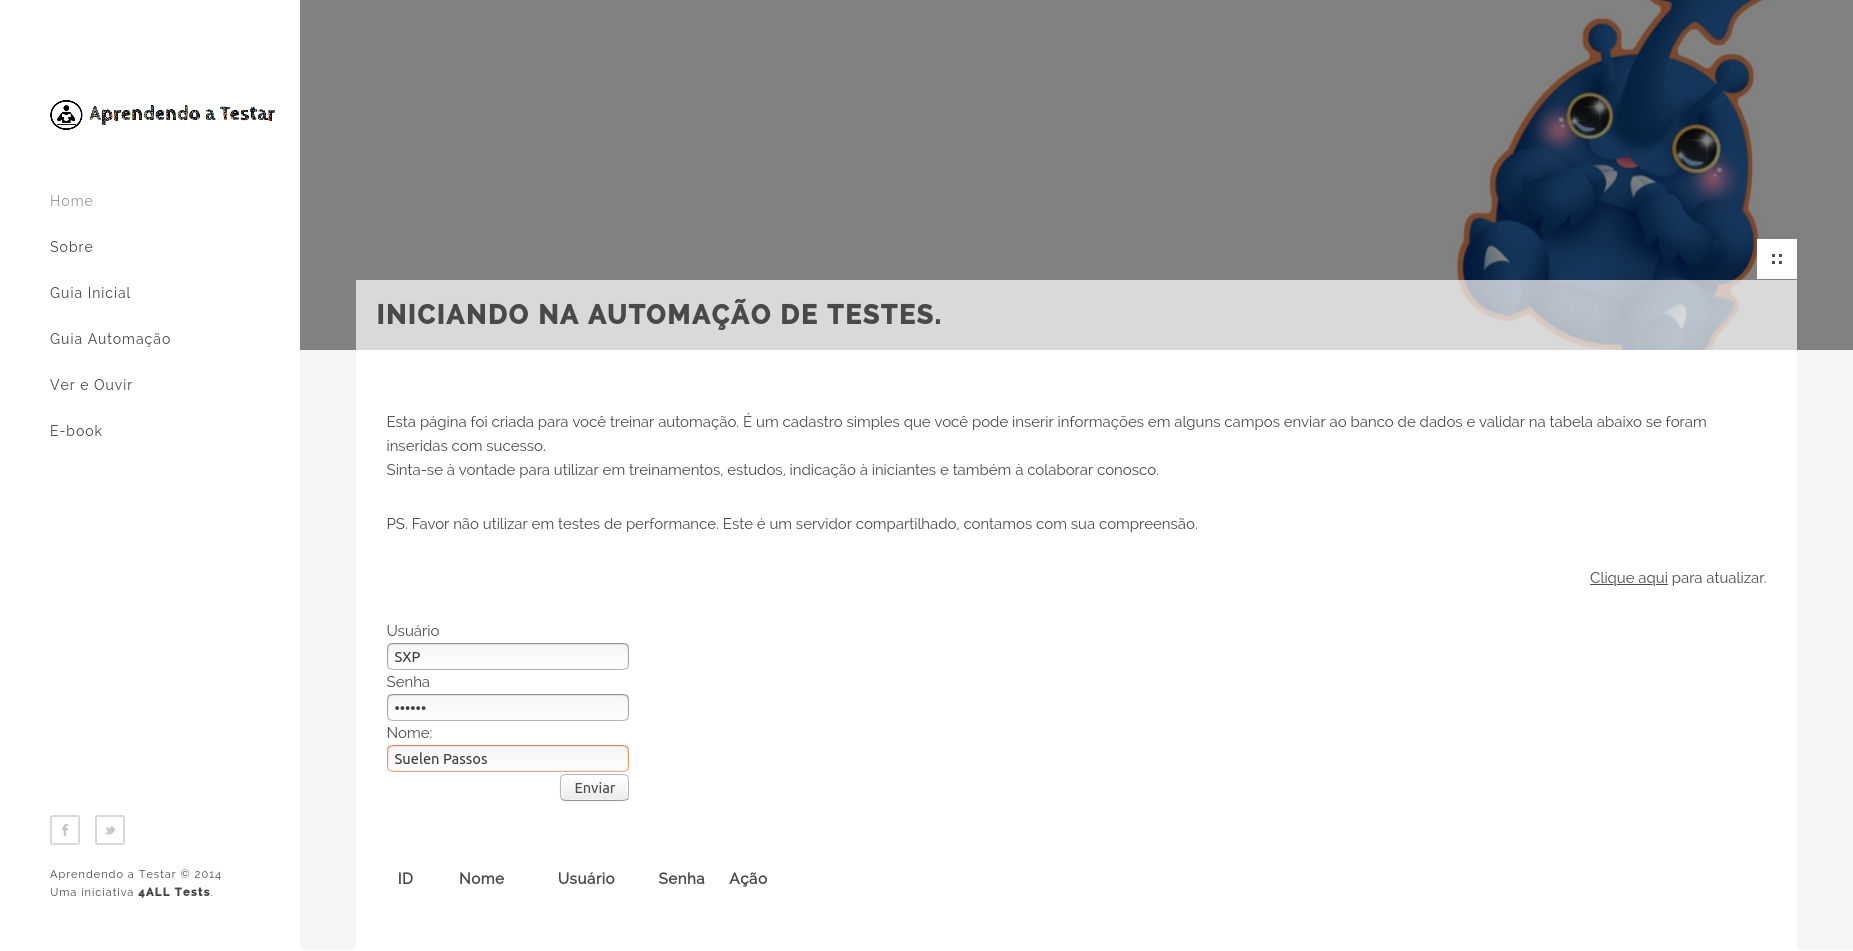 Aprendendo a Testar
Home
Sobre
Guia Inicial
Guia Automação
Ver e Ouvir
E-book
Aprendendo a Testar © 2014
Uma iniciativa 4ALL Tests.
INICIANDO NA AUTOMAÇÃO DE TESTES.
Esta página foi criada para você treinar automação. É um cadastro simples que você pode inserir informações em alguns campos enviar ao banco de dados e validar na tabela abaixo se foram
inseridas com sucesso.
Sinta-se à vontade para utilizar em treinamentos, estudos, indicação à iniciantes e também à colaborar conosco.
PS. Favor não utilizar em testes de performance. Este é um servidor compartilhado, contamos com sua compreensão.
Clique aqui para atualizar.
Usuário
SXP
Senha
••••••
Nome:
Suelen Passos
Enviar
ID Nome Usuário Senha Ação